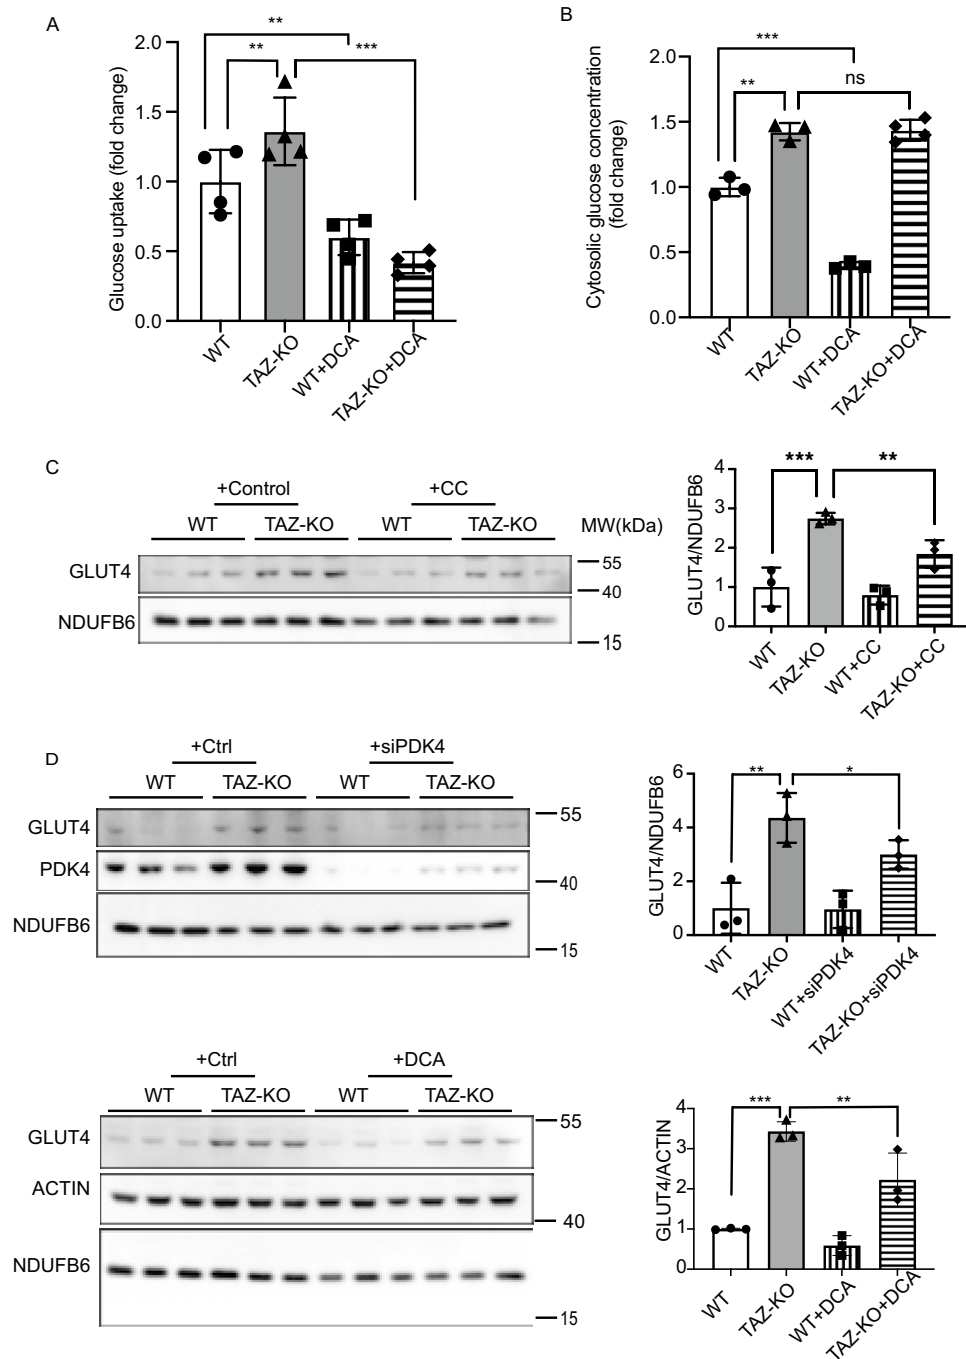 A
Glucose uptake (fold change)
2.0
1.5
1.0
0.5
0.0
**
**
***
WT
TAZ-KO
WT+DCA
TAZ-KO+DCA
B
Cytosolic glucose concentration
(fold change)
2.0
1.5
1.0
0.5
0.0
***
**
ns
WT
TAZ-KO
WT+DCA
TAZ-KO+DCA
C
+Control
+CC
WT
TAZ-KO
WT
TAZ-KO
MW(kDa)
GLUT4
55
40
NDUFB6
15
GLUT4/NDUFB6
4
3
2
1
0
***
**
WT
TAZ-KO
WT+CC
TAZ-KO+CC
D
+Ctrl
+siPDK4
WT
TAZ-KO
WT
TAZ-KO
GLUT4
55
PDK4
40
NDUFB6
15
GLUT4/NDUFB6
6
4
2
0
**
*
WT
TAZ-KO
WT+siPDK4
TAZ-KO+siPDK4
+Ctrl
+DCA
WT
TAZ-KO
WT
TAZ-KO
GLUT4
55
ACTIN
40
NDUFB6
15
GLUT4/ACTIN
4
3
2
1
0
***
**
WT
TAZ-KO
WT+DCA
TAZ-KO+DCA